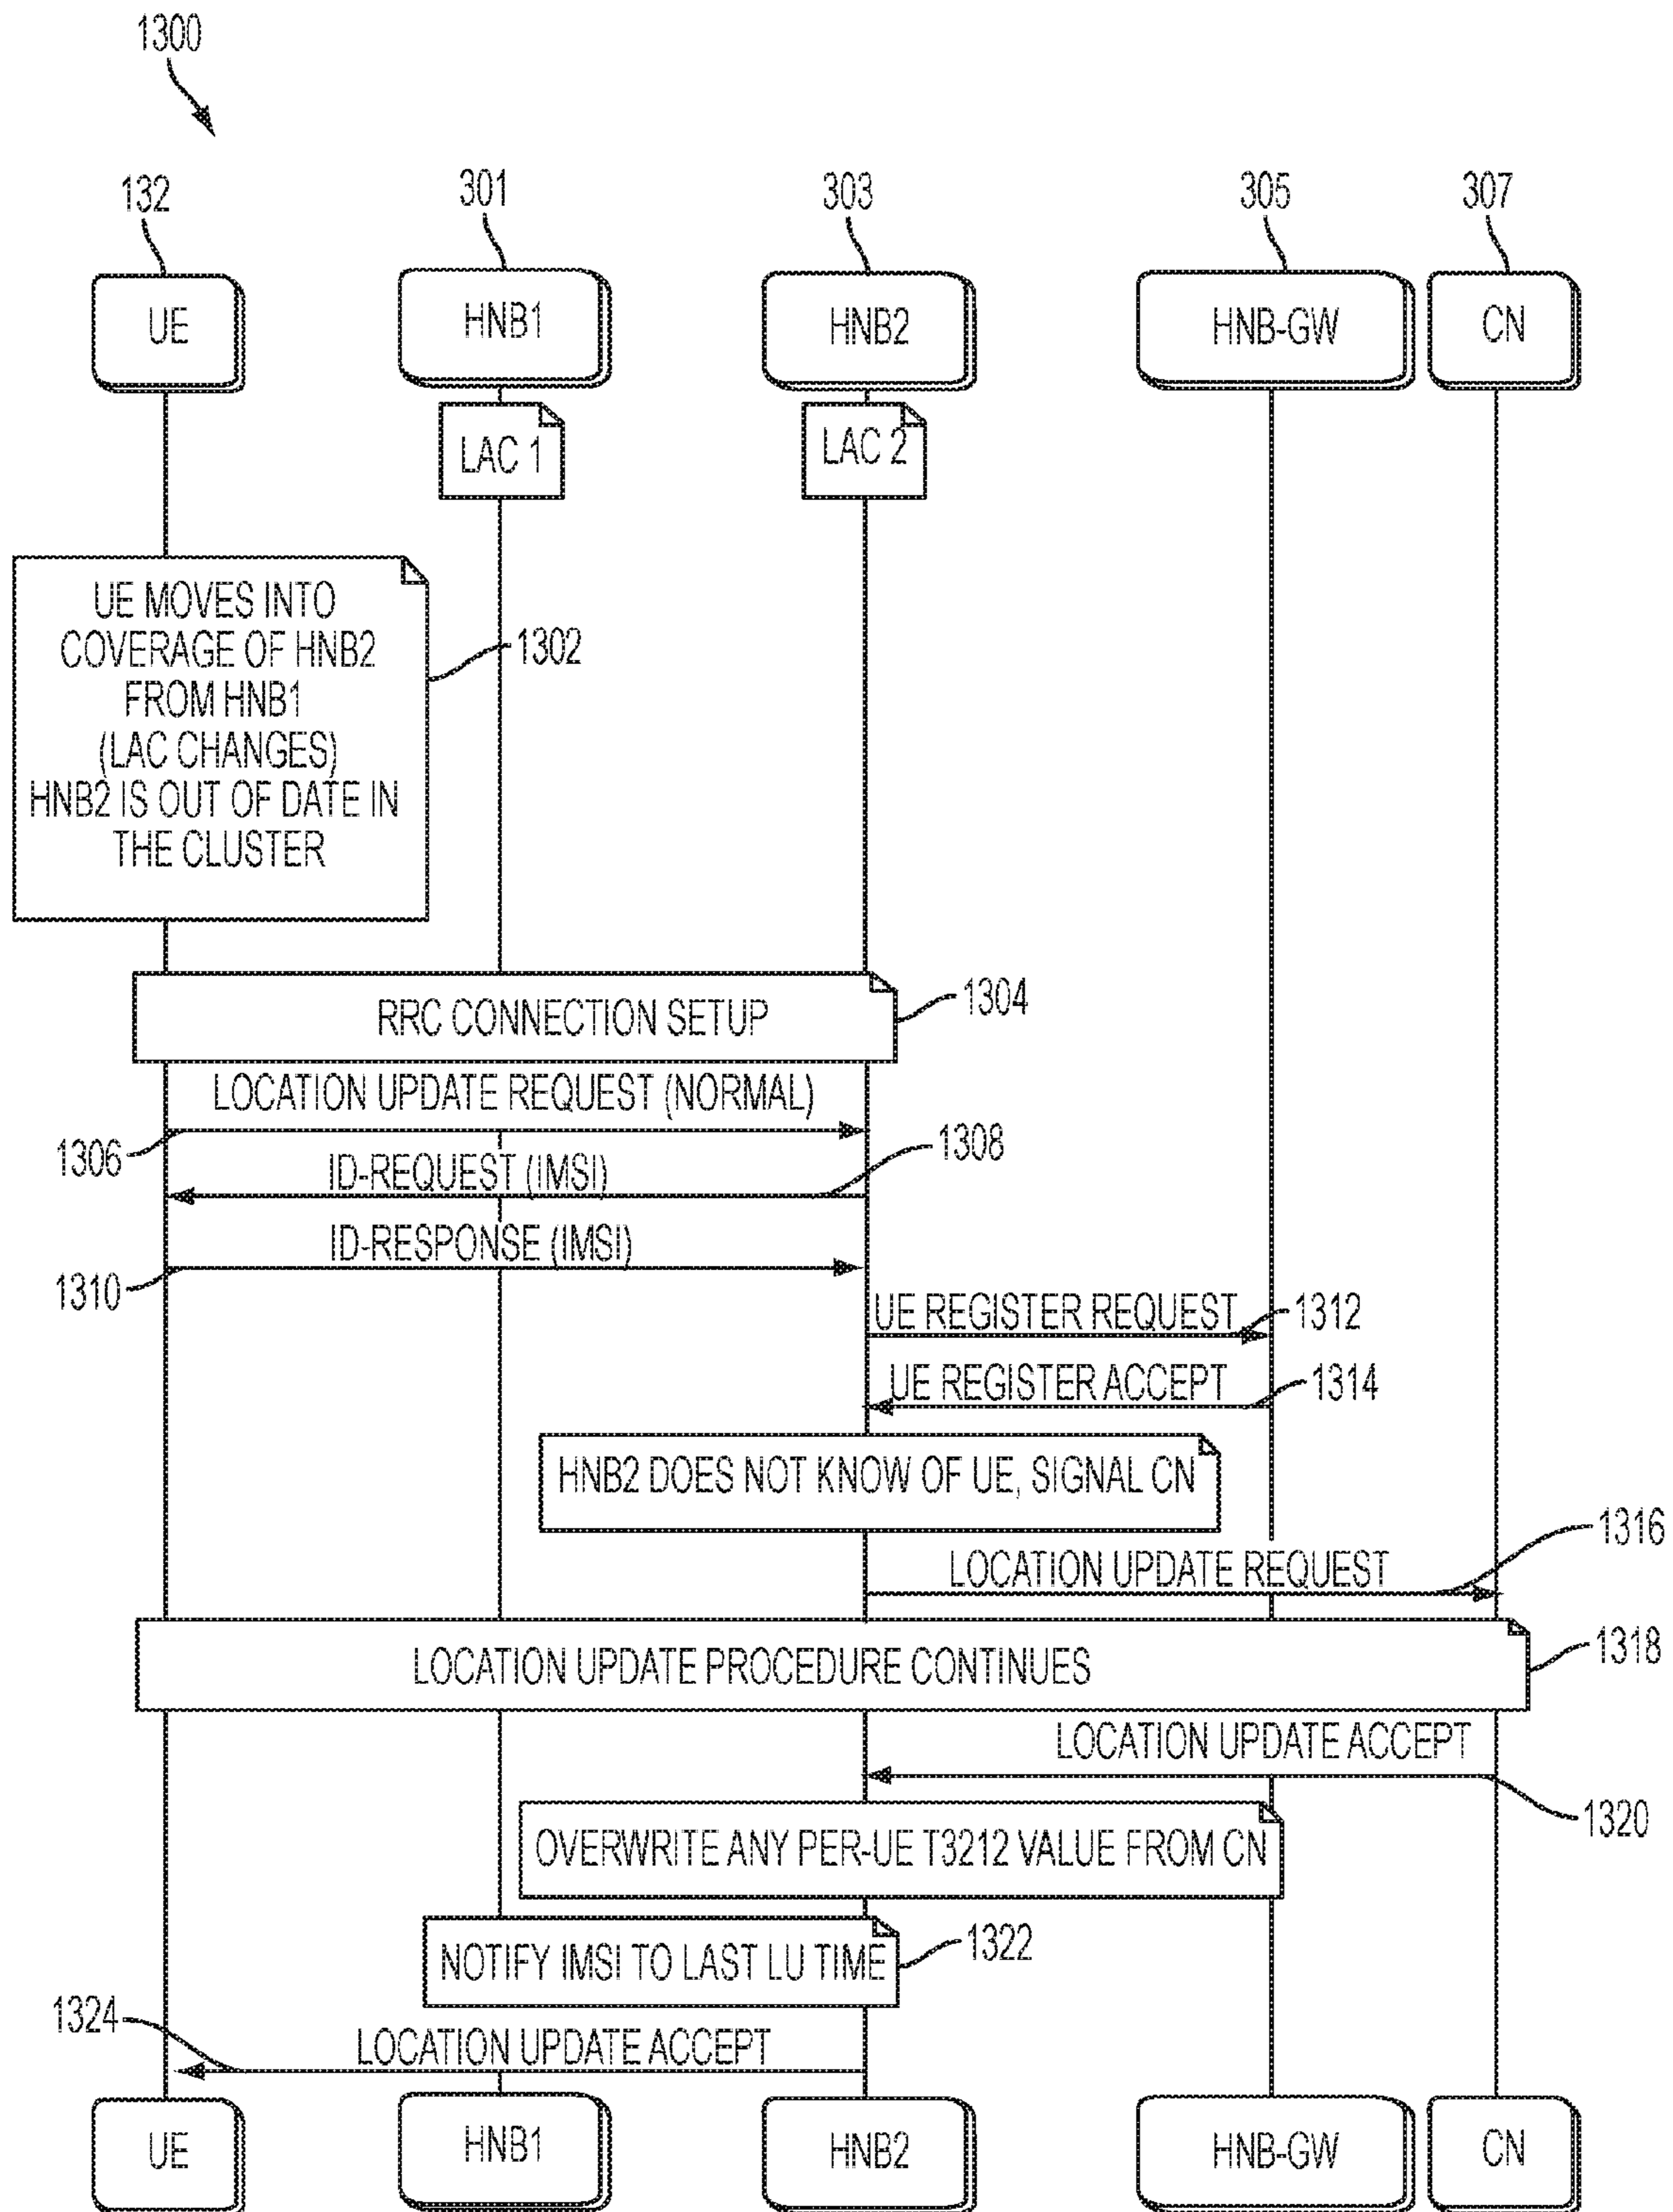 1300
132
301
303
305
307
UE
HNB1
HNB2
HNB-GW
CN
LAC 1
LAC 2
UE MOVES INTO
COVERAGE OF HNB2
FROM HNB1
(LAC CHANGES)
HNB2 IS OUT OF DATE IN
THE CLUSTER
1302
RRC CONNECTION SETUP
1304
LOCATION UPDATE REQUEST (NORMAL)
1306
1308
ID-REQUEST (IMSI)
ID-RESPONSE (IMSI)
1310
UE REGISTER REQUEST
1312
UE REGISTER ACCEPT
1314
HNB2 DOES NOT KNOW OF UE, SIGNAL CN
1316
LOCATION UPDATE REQUEST
LOCATION UPDATE PROCEDURE CONTINUES
1318
LOCATION UPDATE ACCEPT
1320
OVERWRITE ANY PER-UE T3212 VALUE FROM CN
NOTIFY IMSI TO LAST LU TIME
1322
1324
LOCATION UPDATE ACCEPT
UE
HNB1
HNB2
HNB-GW
CN